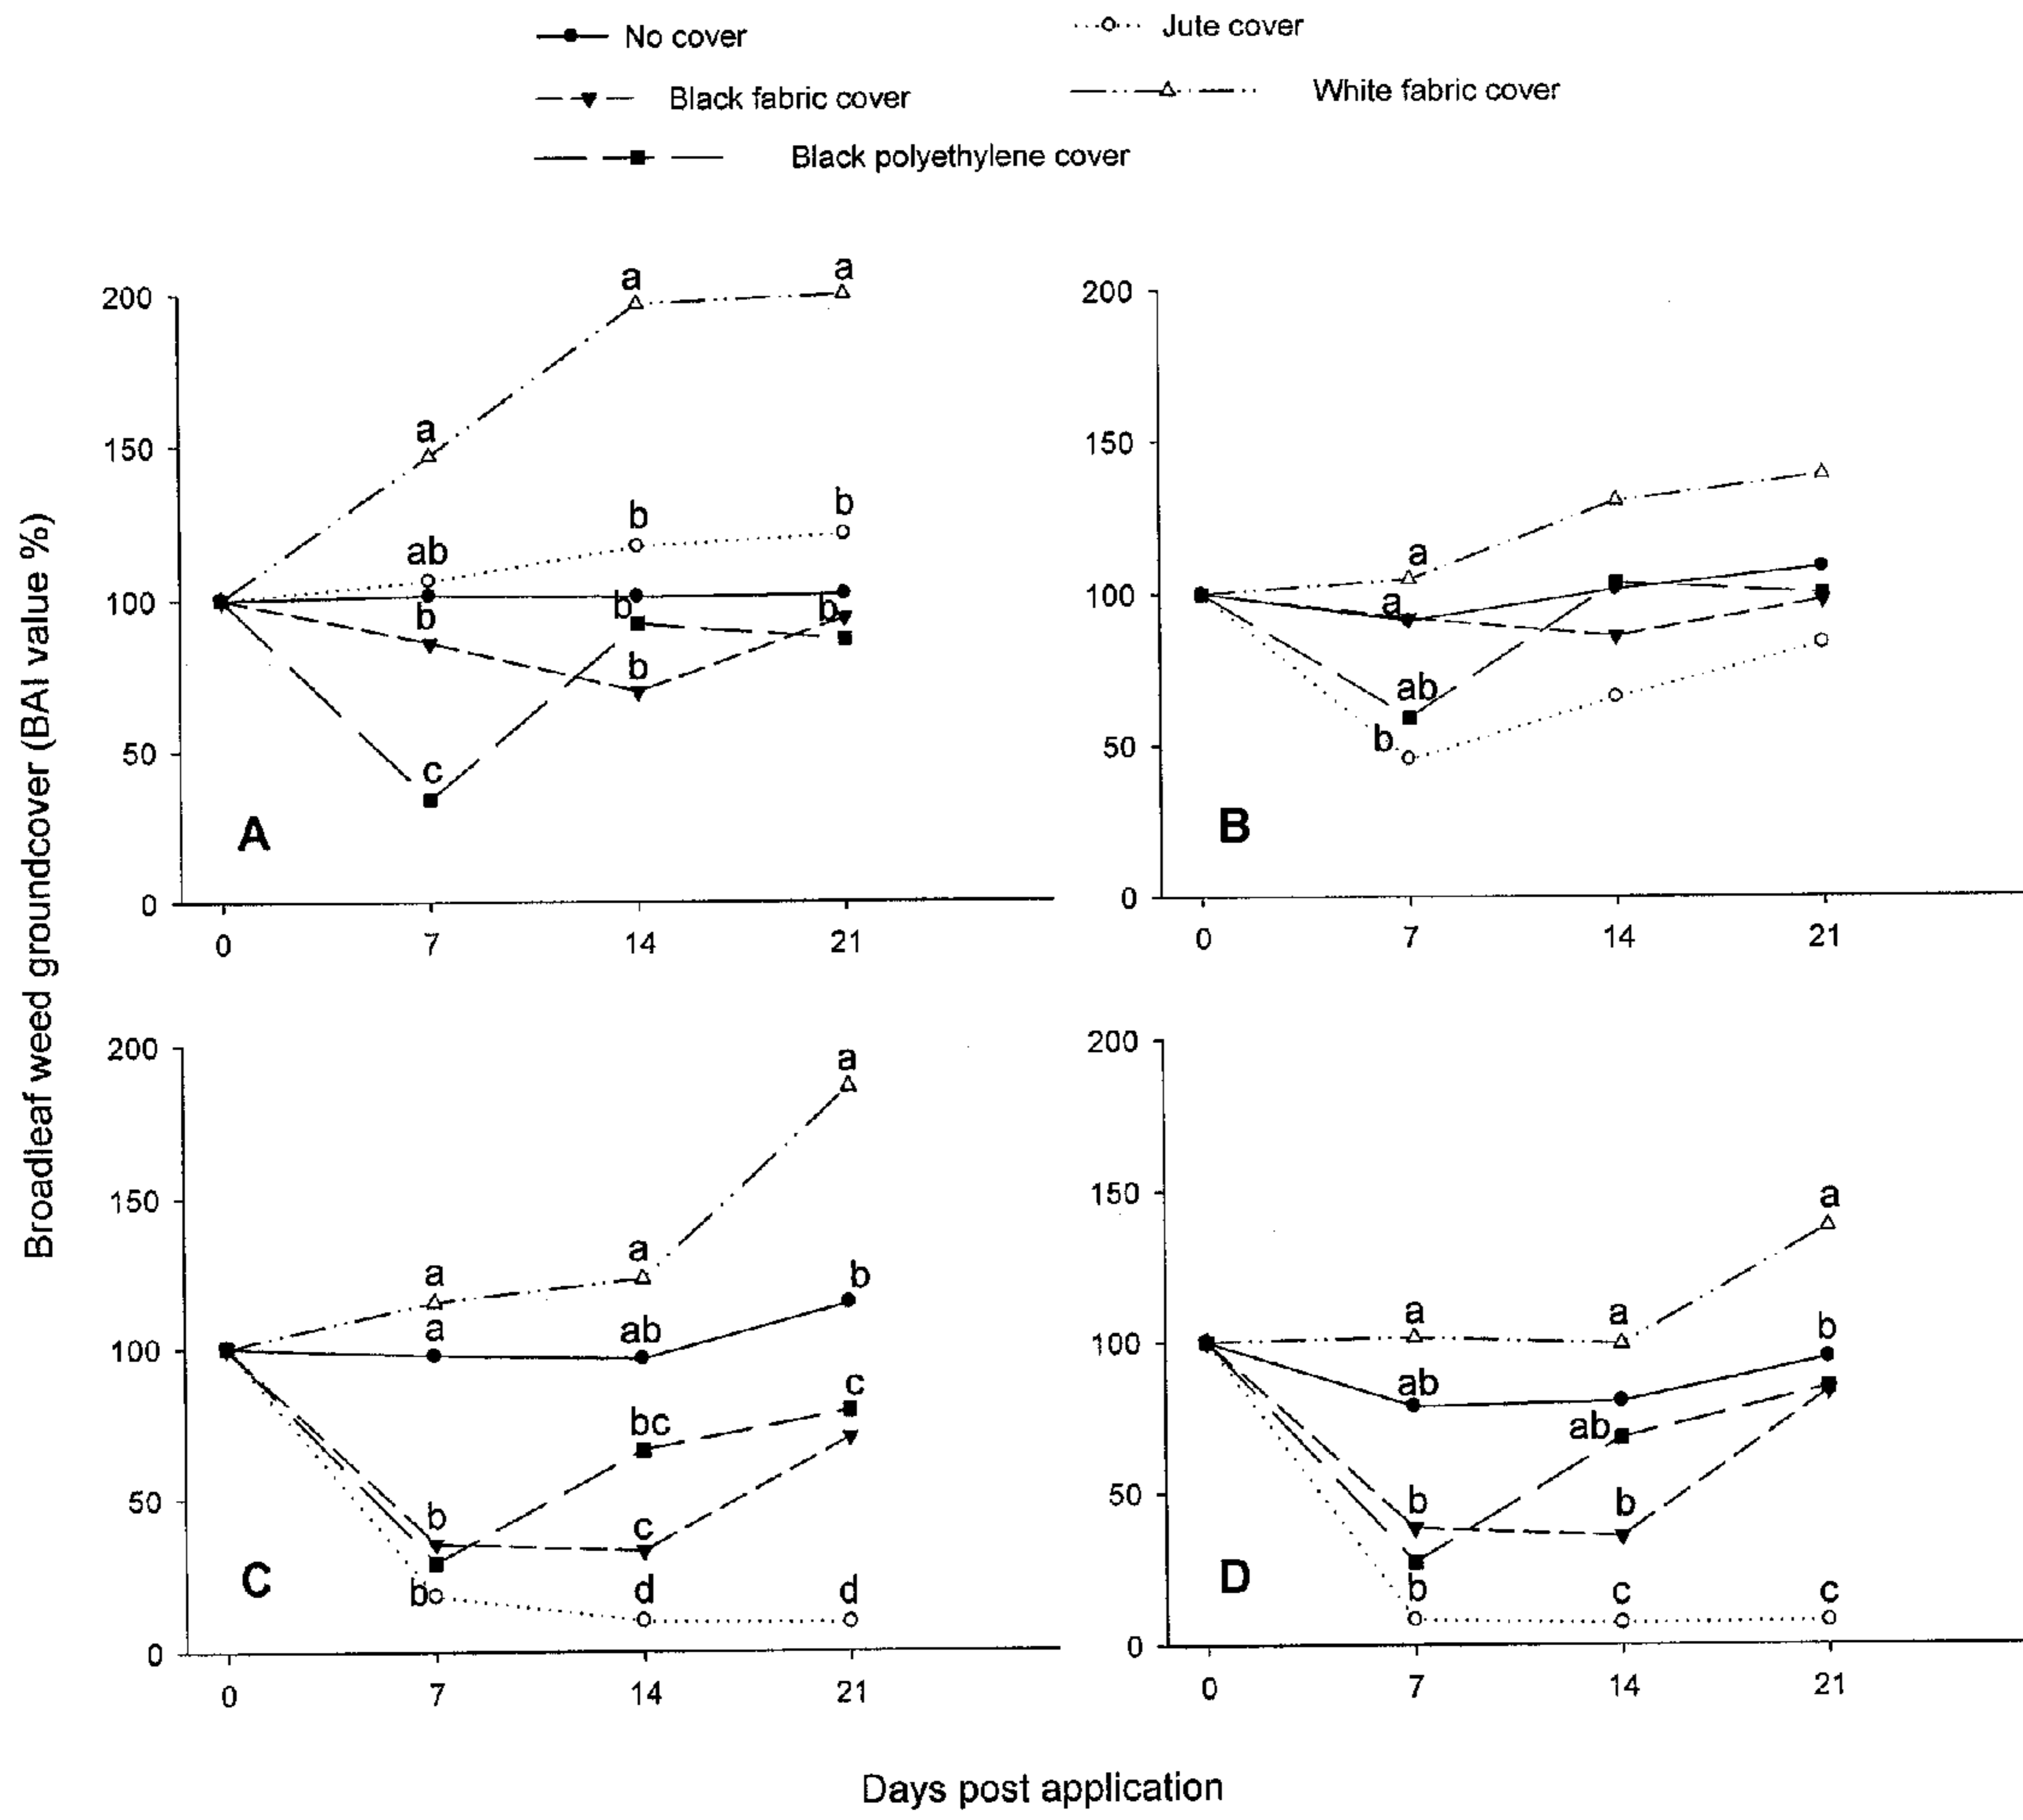 No cover
Jute cover
Black fabric cover
White fabric cover
Black polyethylene cover
Broadleaf weed groundcover (BAI value %)
a
a
200
a
150
b
b
ab
100
b
b
b
b
50
c
A
0
0 7 14 21
200
150
a
100
a
ab
50
b
B
0
0 7 14 21
200
a
150
a
a
b
a
ab
100
c
bc
50
b
c
C
b
d
d
0
0 7 14 21
200
150
a
a
a
b
100
ab
ab
50
b
b
D
b
c
c
0
0 7 14 21
Days post application